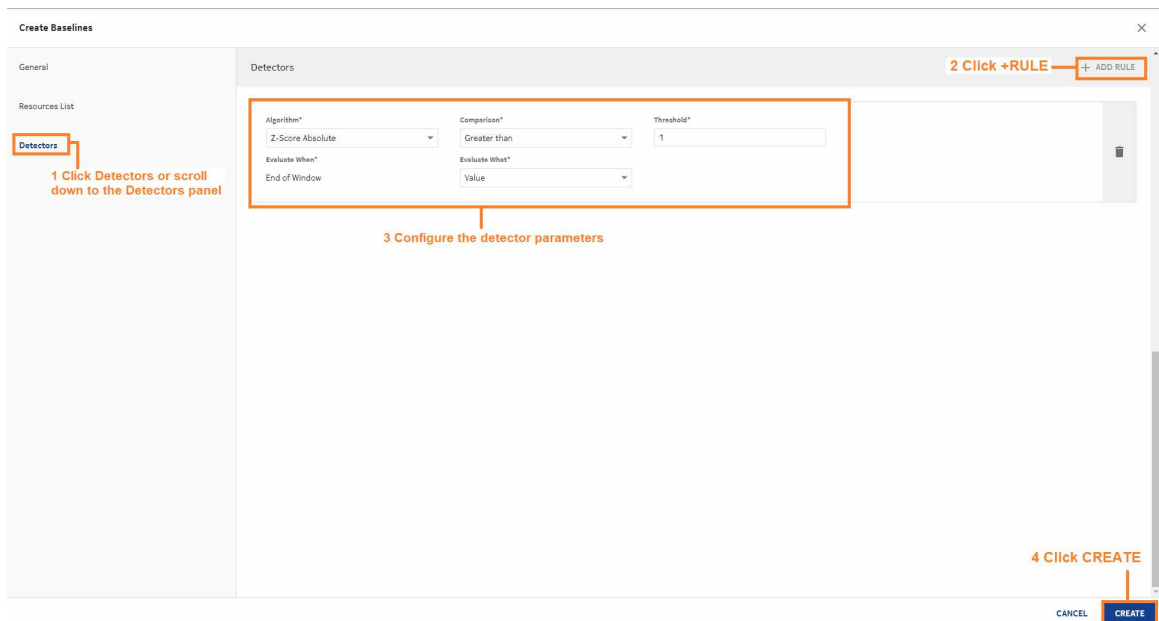 Create Baselines
General
Detectors
2 Click +RULE
+ ADD RULE
Resources List
Detectors
1 Click Detectors or scroll
down to the Detectors panel
Algorithm*
Comparison*
Threshold*
Z-Score Absolute
Greater than
1
Evaluate When*
Evaluate What*
End of Window
Value
3 Configure the detector parameters
4 Click CREATE
CANCEL
CREATE